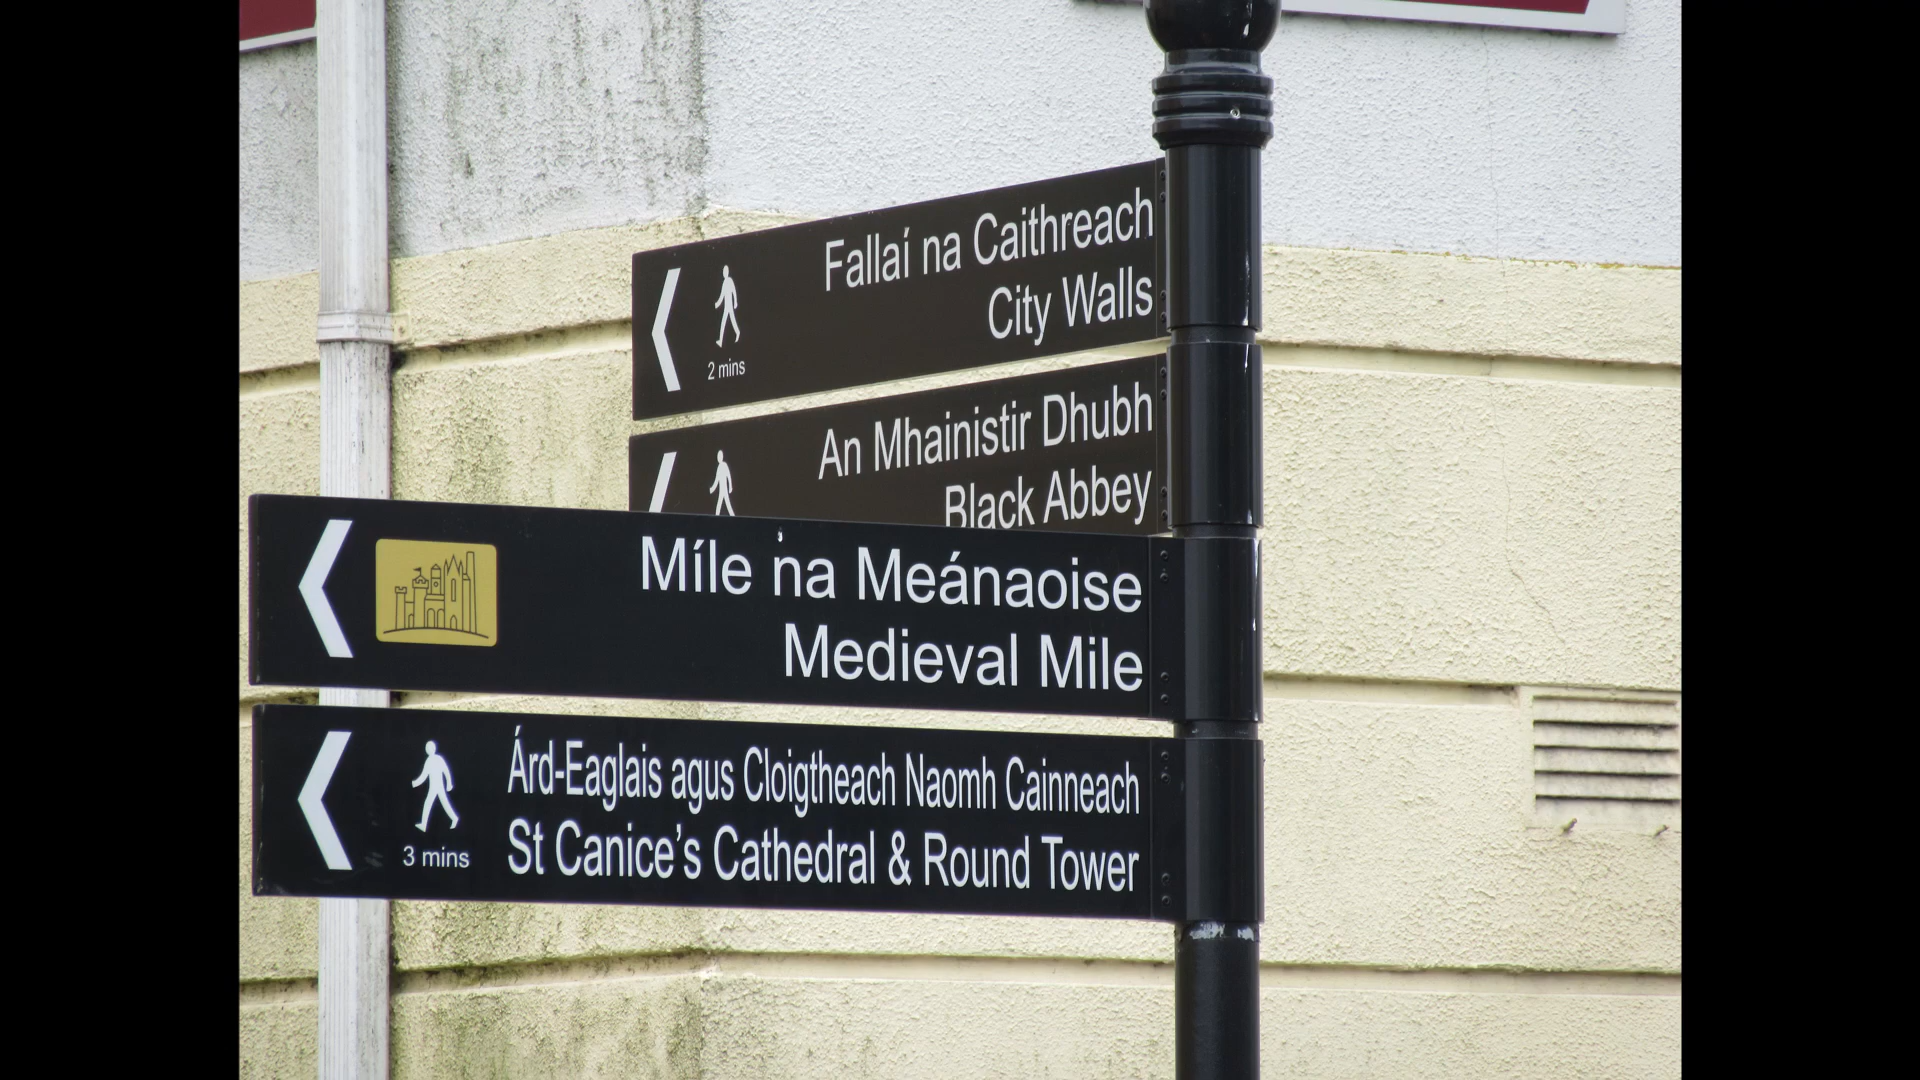 Fallaí na Caithreach
City Walls
2 mins
An Mhainistir Dhubh
Black Abbey
Míle na Meánaoise
Medieval Mile
Árd-Eaglais agus Cloigtheach Naomh Cainneach
St Canice's Cathedral & Round Tower
3 mins